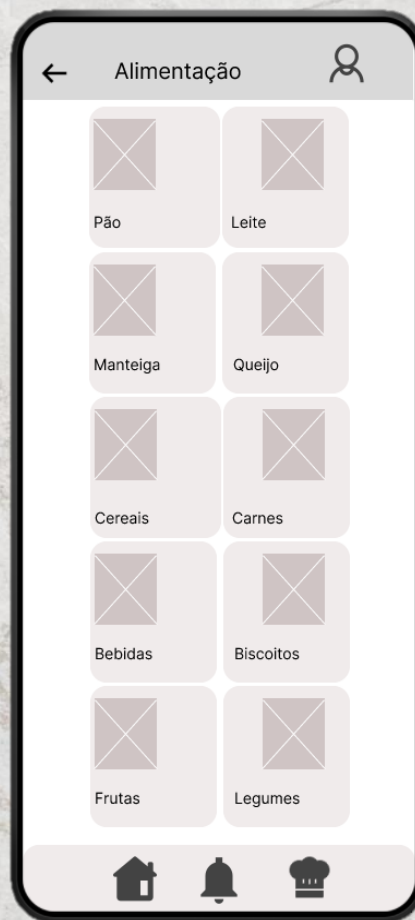 Alimentação
Pão
Leite
Manteiga
Queijo
Cereais
Carnes
Bebidas
Biscoitos
Frutas
Legumes